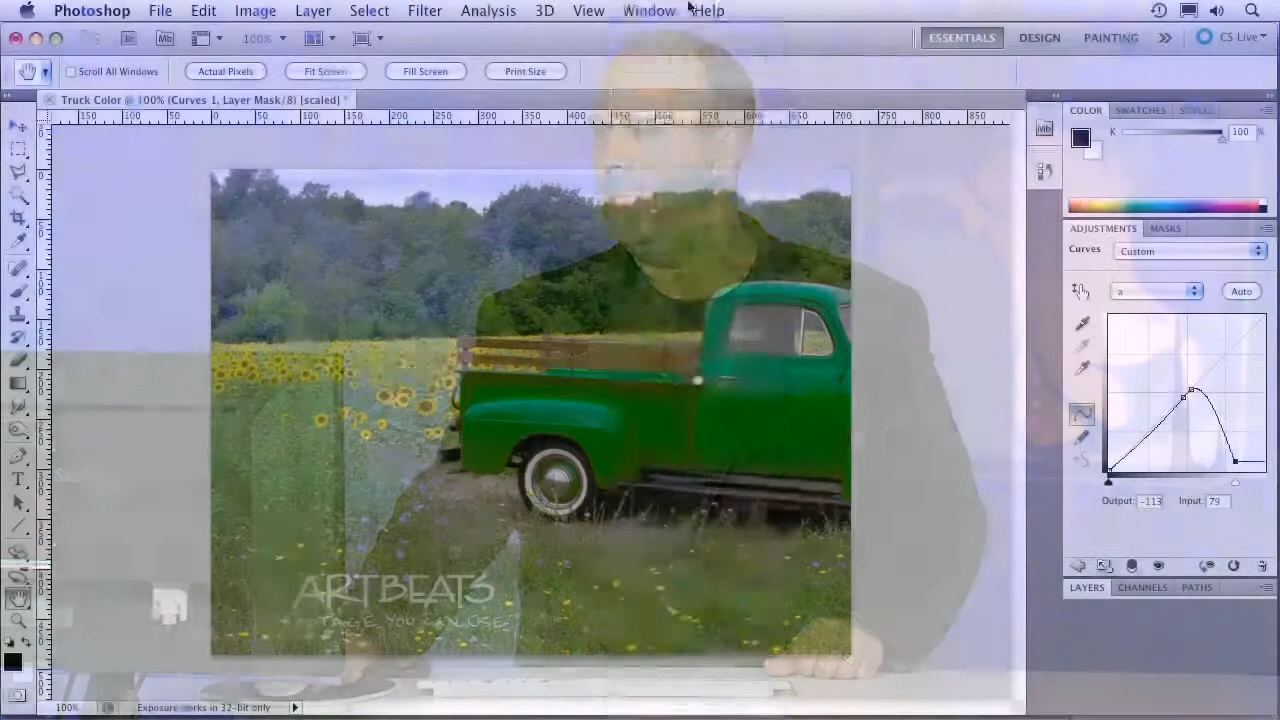 Photoshop File Edit Image Layer Select Filter Analysis 3D View Window Help
Br Mb 100% ESSENTIALS DESIGN PAINTING CS Live
Scroll All Windows Actual Pixels Fit Screen Fill Screen Print Size
Truck Color @ 100% (Curves 1, Layer Mask/8) [scaled] *
150 100 50 0 50 100 150 200 250 300 350 400 450 500 550 600 650 700 750 800 850
COLOR SWATCHES STYLES
K 100 %
ADJUSTMENTS MASKS
Curves Custom
a Auto
Output: -113 Input: 79
LAYERS CHANNELS PATHS
ARTBEATS
100% Exposure works in 32-bit only